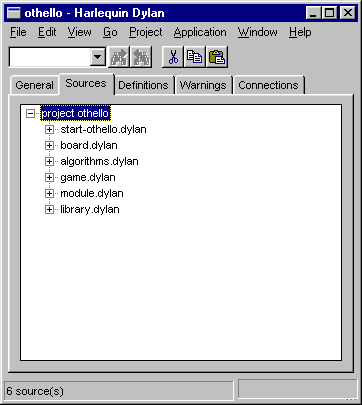 othello - Harlequin Dylan
File Edit View Go Project Application Window Help
General Sources Definitions Warnings Connections
project othello
start-othello.dylan
board.dylan
algorithms.dylan
game.dylan
module.dylan
library.dylan
6 source(s)